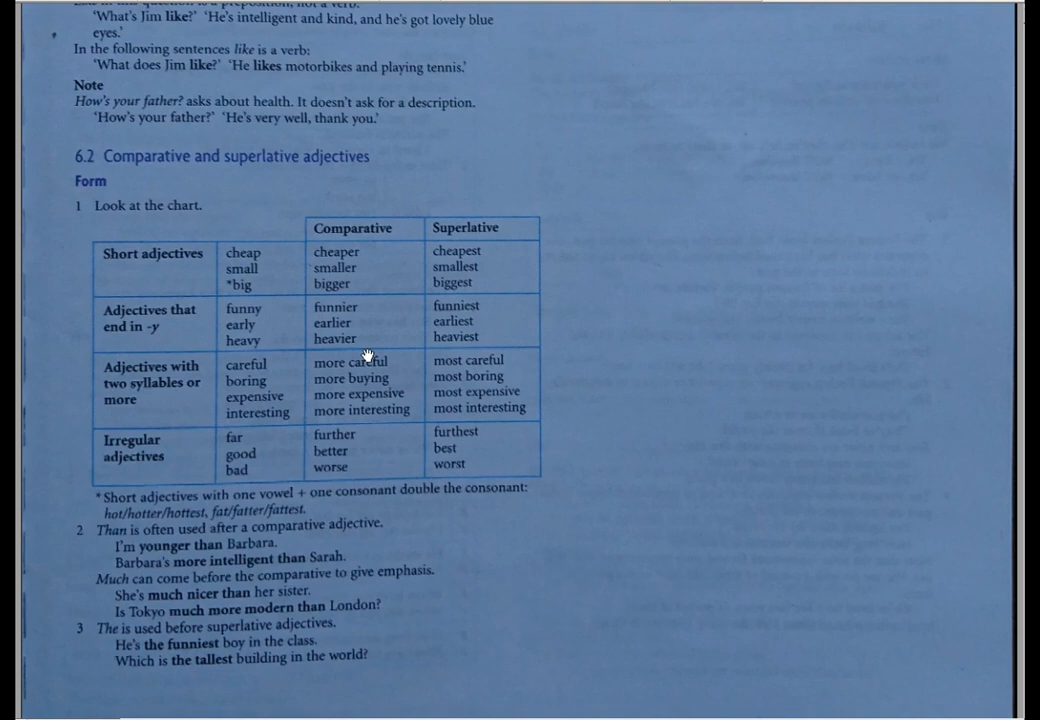 question is a preposition, not a verb.
'What's Jim like?' 'He's intelligent and kind, and he's got lovely blue
eyes.'
In the following sentences like is a verb:
'What does Jim like?' 'He likes motorbikes and playing tennis.'
Note
How's your father? asks about health. It doesn't ask for a description.
'How's your father?' 'He's very well, thank you.'
6.2 Comparative and superlative adjectives
Form
1 Look at the chart.
Comparative Superlative
Short adjectives cheap cheaper cheapest
small smaller smallest
*big bigger biggest
Adjectives that funny funnier funniest
end in -y early earlier earliest
heavy heavier heaviest
Adjectives with careful more careful most careful
two syllables or boring more buying most boring
more expensive more expensive most expensive
interesting more interesting most interesting
Irregular far further furthest
adjectives good better best
bad worse worst
* Short adjectives with one vowel + one consonant double the consonant:
hot/hotter/hottest, fat/fatter/fattest.
2 Than is often used after a comparative adjective.
I'm younger than Barbara.
Barbara's more intelligent than Sarah.
Much can come before the comparative to give emphasis.
She's much nicer than her sister.
Is Tokyo much more modern than London?
3 The is used before superlative adjectives.
He's the funniest boy in the class.
Which is the tallest building in the world?